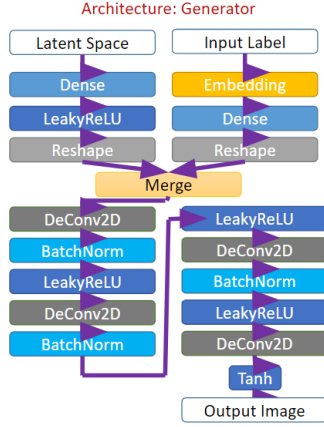 Architecture: Generator
Latent Space
Dense
LeakyReLU
Reshape
Input Label
Embedding
Dense
Reshape
Merge
DeConv2D
BatchNorm
LeakyReLU
DeConv2D
BatchNorm
LeakyReLU
DeConv2D
BatchNorm
LeakyReLU
DeConv2D
Tanh
Output Image